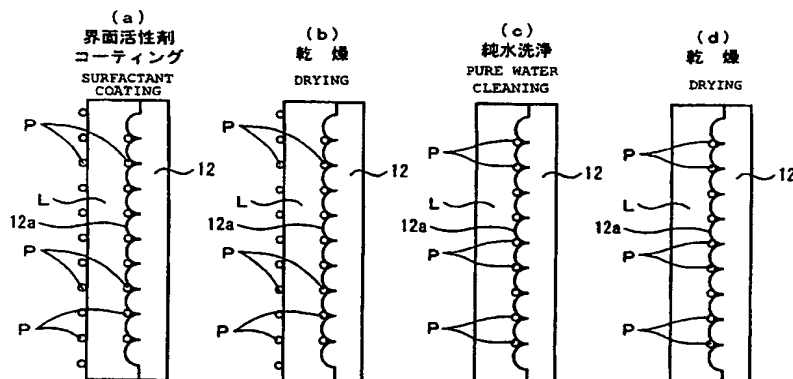 (a)
界面活性剤
コーティング
SURFACTANT
COATING
P
L
12a
P
P
12
(b)
乾 燥
DRYING
P
L
12a
P
P
12
(c)
純水洗浄
PURE WATER
CLEANING
P
L
12a
P
P
12
(d)
乾 燥
DRYING
P
L
12a
P
P
12